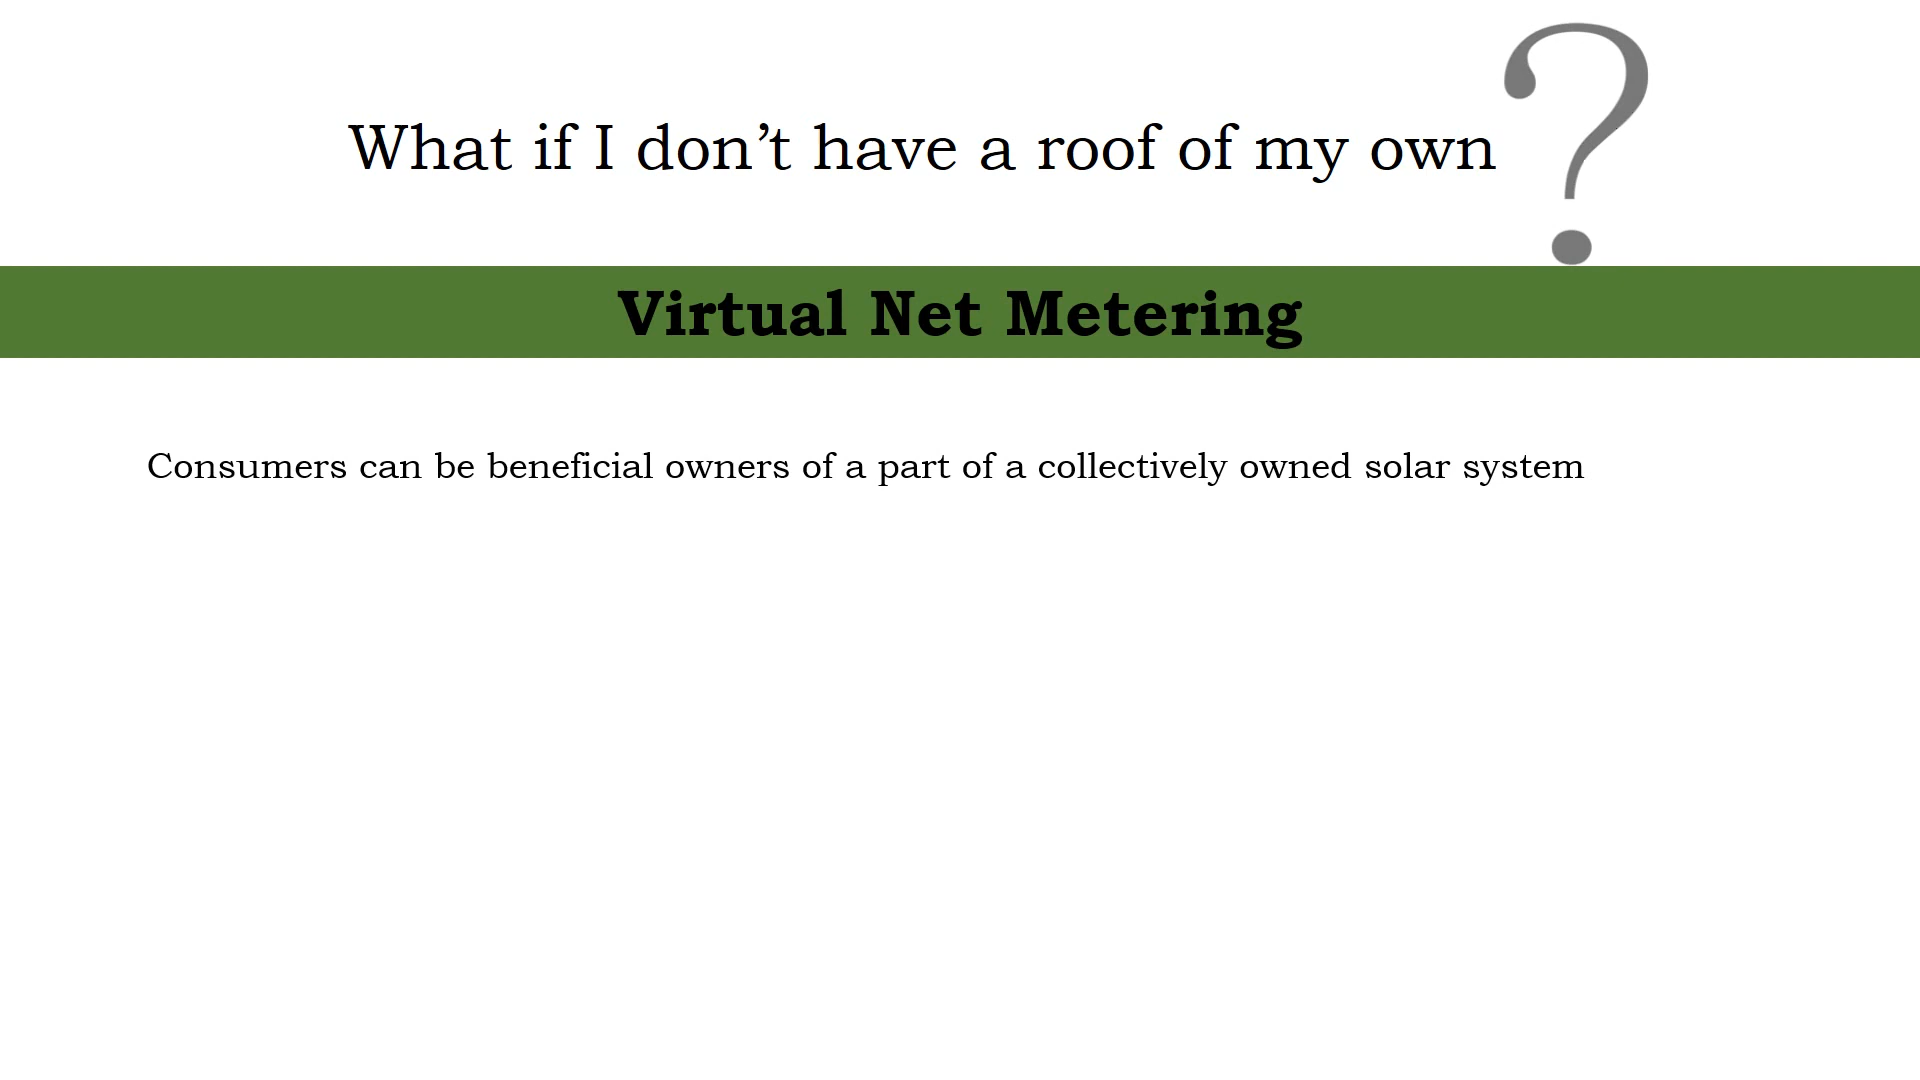 What if I don’t have a roof of my own ?
Virtual Net Metering
Consumers can be beneficial owners of a part of a collectively owned solar system